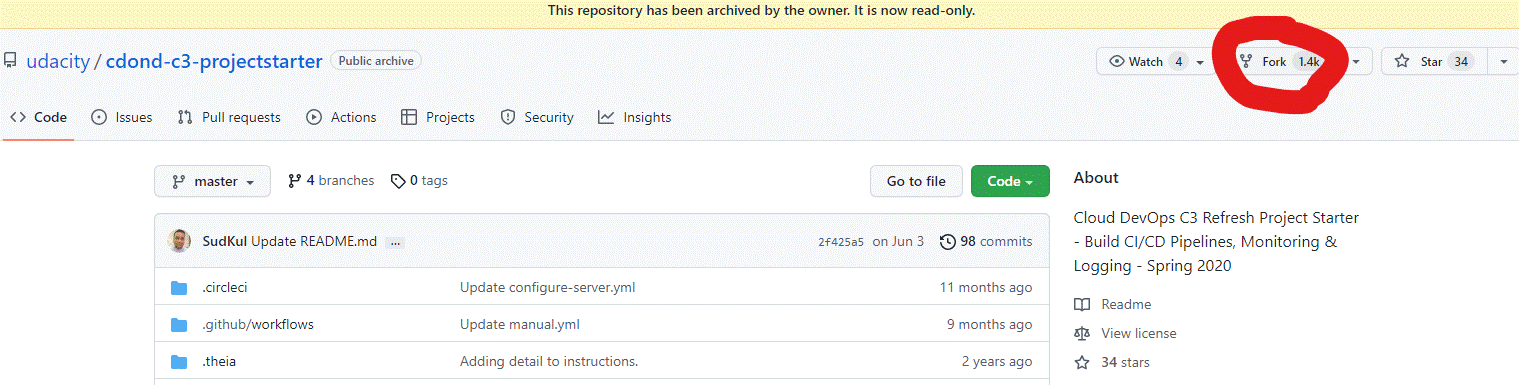 This repository has been archived by the owner. It is now read-only.
udacity / cdond-c3-projectstarter Public archive
Watch 4 Fork 1.4k Star 34
Code Issues Pull requests Actions Projects Security Insights
master 4 branches 0 tags Go to file Code
SudKul Update README.md ... 2f425a5 on Jun 3 98 commits
.circleci Update configure-server.yml 11 months ago
.github/workflows Update manual.yml 9 months ago
.theia Adding detail to instructions. 2 years ago
About
Cloud DevOps C3 Refresh Project Starter
- Build CI/CD Pipelines, Monitoring &
Logging - Spring 2020
Readme
View license
34 stars